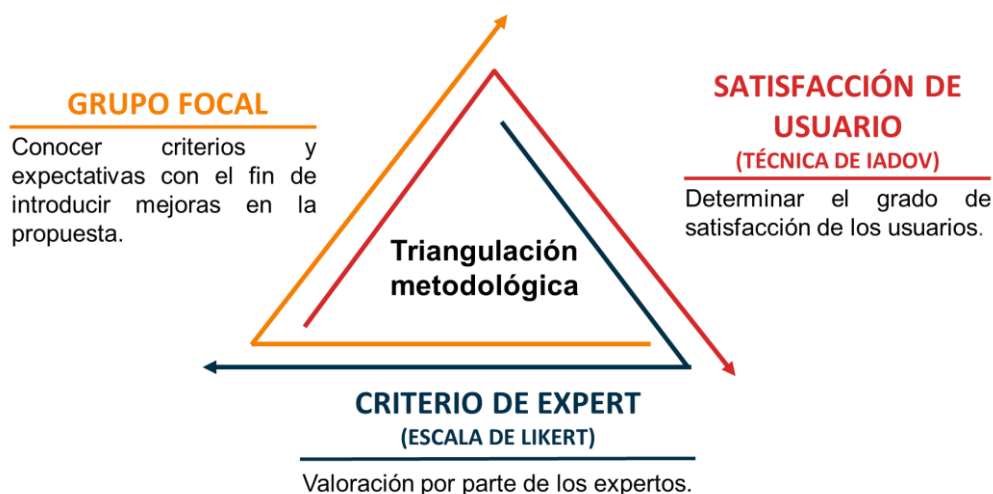 GRUPO FOCAL
Conocer criterios y
expectativas con el fin de
introducir mejoras en la
propuesta.
SATISFACCIÓN DE
USUARIO
(TÉCNICA DE IADOV)
Determinar el grado de
satisfacción de los usuarios.
Triangulación
metodológica
CRITERIO DE EXPERT
(ESCALA DE LIKERT)
Valoración por parte de los expertos.